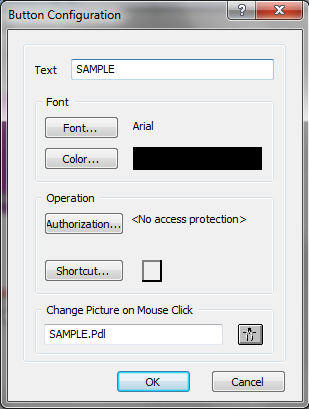 Button Configuration
Text SAMPLE
Font
Font... Arial
Color...
Operation
Authorization... <No access protection>
Shortcut...
Change Picture on Mouse Click
SAMPLE.Pdl
OK Cancel